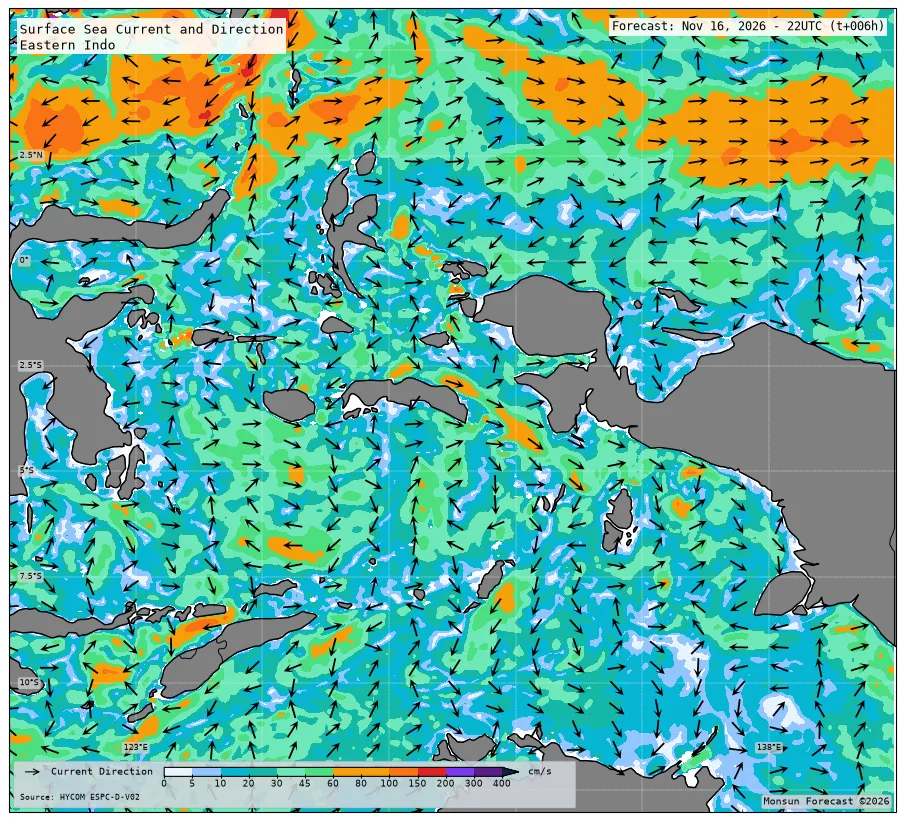 Surface Sea Current and Direction
Eastern Indo
Forecast: Nov 16, 2026 - 22UTC (t+006h)
2.5°N
0°
2.5°S
5°S
7.5°S
10°S
123°E
138°E
Current Direction
0 5 10 20 30 45 60 80 100 150 200 300 400
cm/s
Source: HYCOM ESPC-D-V02
Monsun Forecast ©2026